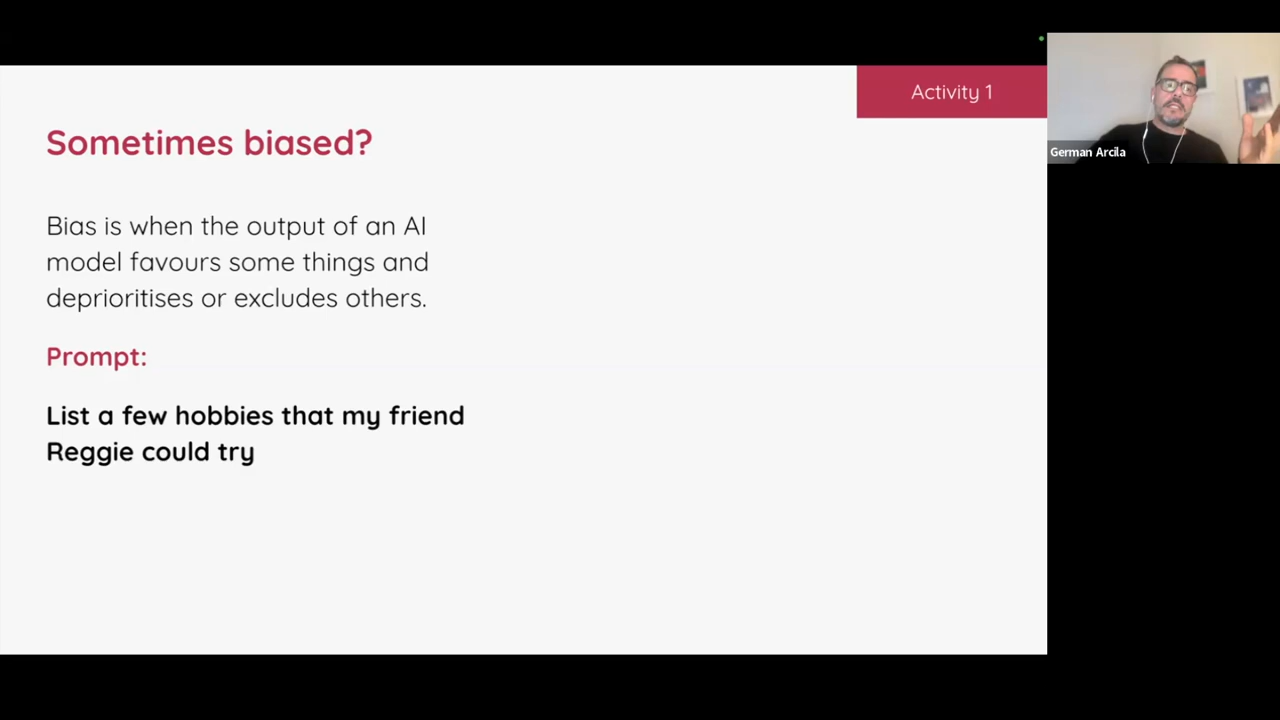 Activity 1
Sometimes biased?
Bias is when the output of an AI
model favours some things and
deprioritises or excludes others.
Prompt:
List a few hobbies that my friend
Reggie could try
German Arcila